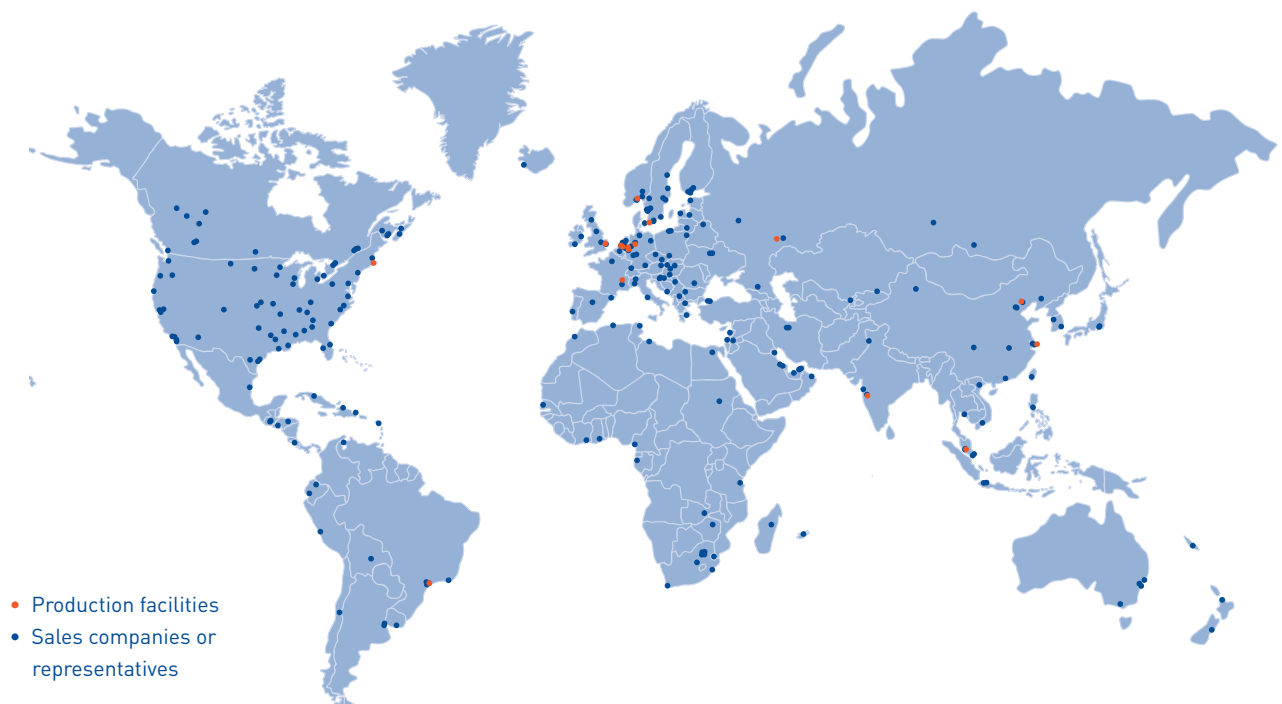 Production facilities
Sales companies or
representatives